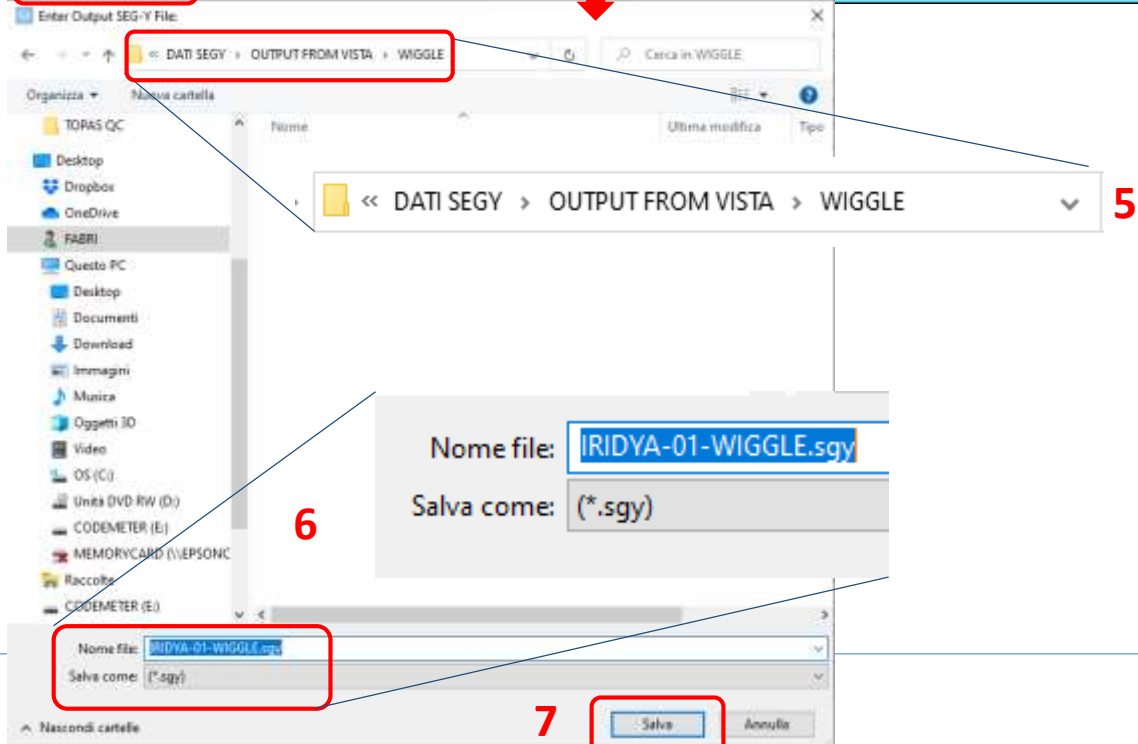 Enter Output SEG-Y File
« DATI SEGY › OUTPUT FROM VISTA › WIGGLE
Cerca in WIGGLE
Organizza
Nuova cartella
TOPAS QC
Nome
Ultima modifica
Tipo
Desktop
Dropbox
OneDrive
FABRI
Questo PC
Desktop
Documenti
Download
Immagini
Musica
Oggetti 3D
Video
OS (C:)
Unità DVD RW (D:)
CODEMETER (E:)
MEMORYCARD (\\EPSONC
Raccolte
CODEMETER (E:)
« DATI SEGY › OUTPUT FROM VISTA › WIGGLE
5
Nome file: IRIDYA-01-WIGGLE.sgy
Salva come: (*.sgy)
6
Nome file: IRIDYA-01-WIGGLE.sgy
Salva come: (*.sgy)
Nascondi cartelle
7
Salva
Annulla